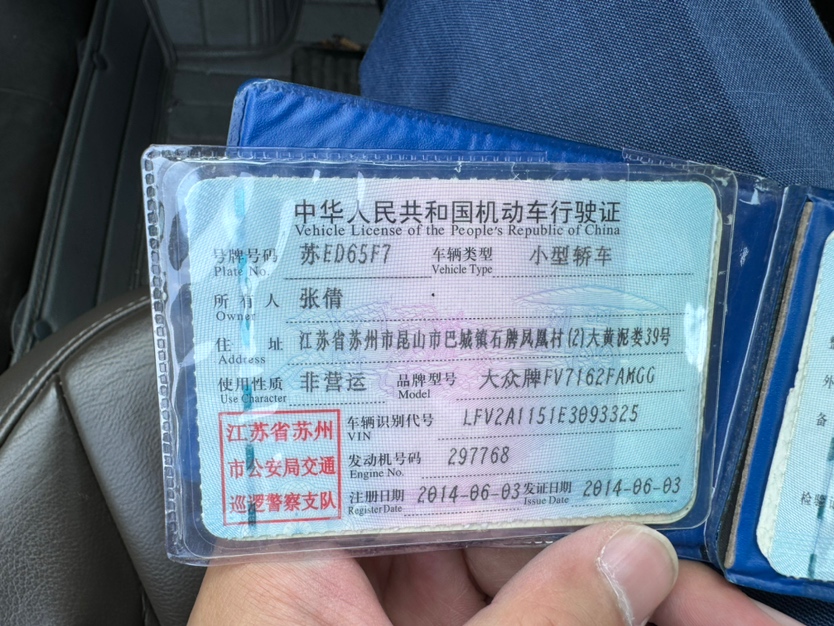 中华人民共和国机动车行驶证
Vehicle License of the People's Republic of China
号牌号码 苏ED65F7 车辆类型 小型轿车
Plate No. Vehicle Type
所有人 张倩
Owner
住址 江苏省苏州市昆山市巴城镇石牌凤凰村(2)大黄泥娄39号
Address
使用性质 非营运 品牌型号 大众牌FV7162FAMGG
Use Character Model
江苏省苏州 车辆识别代号 LFV2A1151E3093325
VIN
市公安局交通 发动机号码 297768
Engine No.
巡逻警察支队 注册日期 2014-06-03 发证日期 2014-06-03
Register Date Issue Date
外
备
检验